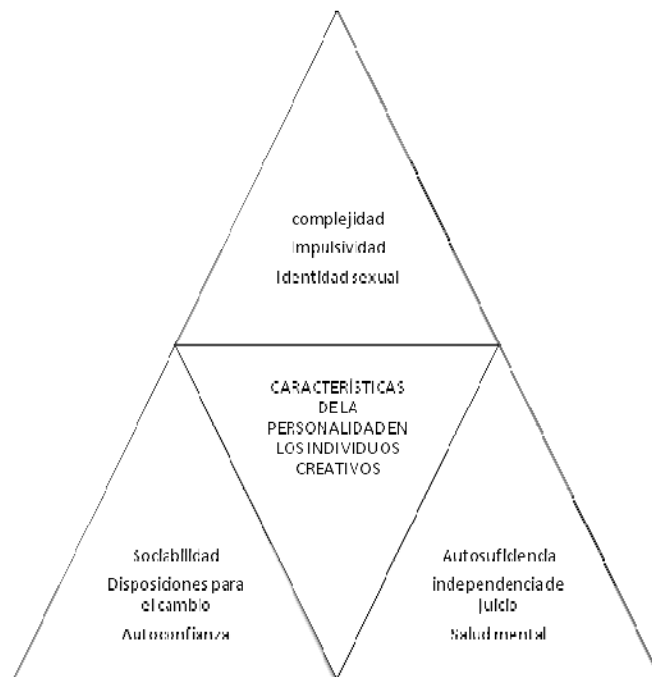 complejidad
Impulsividad
Identidad sexual
CARACTERÍSTICAS
DE LA
PERSONALIDAD EN
LOS INDIVIDUOS
CREATIVOS
Sociabilidad
Disposiciones para
el cambio
Autoconfianza
Autosuficiencia
independencia de
juicio
Salud mental